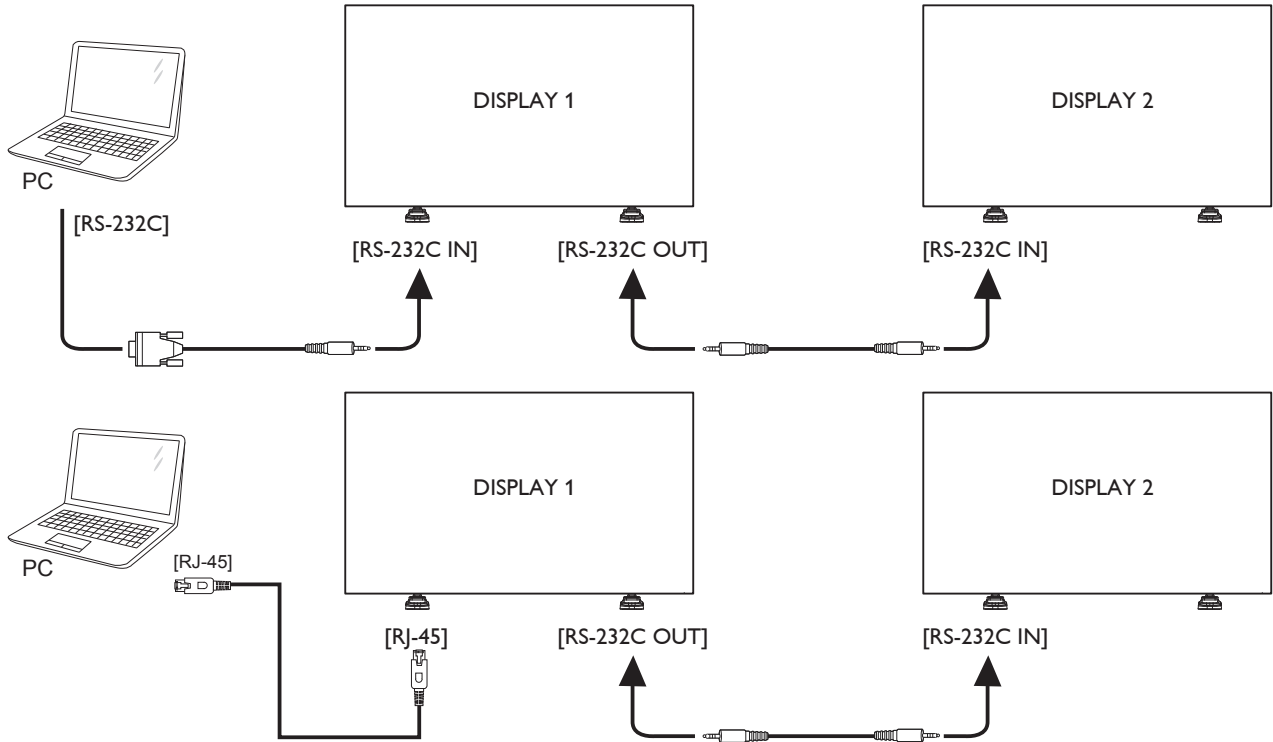 DISPLAY 1
DISPLAY 2
PC
[RS-232C]
[RS-232C IN]
[RS-232C OUT]
[RS-232C IN]
DISPLAY 1
DISPLAY 2
PC
[RJ-45]
[RJ-45]
[RS-232C OUT]
[RS-232C IN]